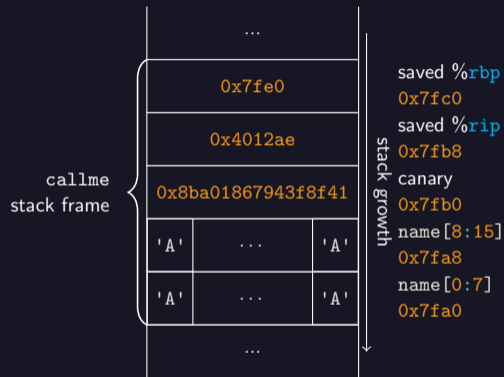 ...
0x7fe0
0x4012ae
0x8ba01867943f8f41
'A' ... 'A'
'A' ... 'A'
...
callme
stack frame
stack growth
saved %rbp
0x7fc0
saved %rip
0x7fb8
canary
0x7fb0
name[8:15]
0x7fa8
name[0:7]
0x7fa0